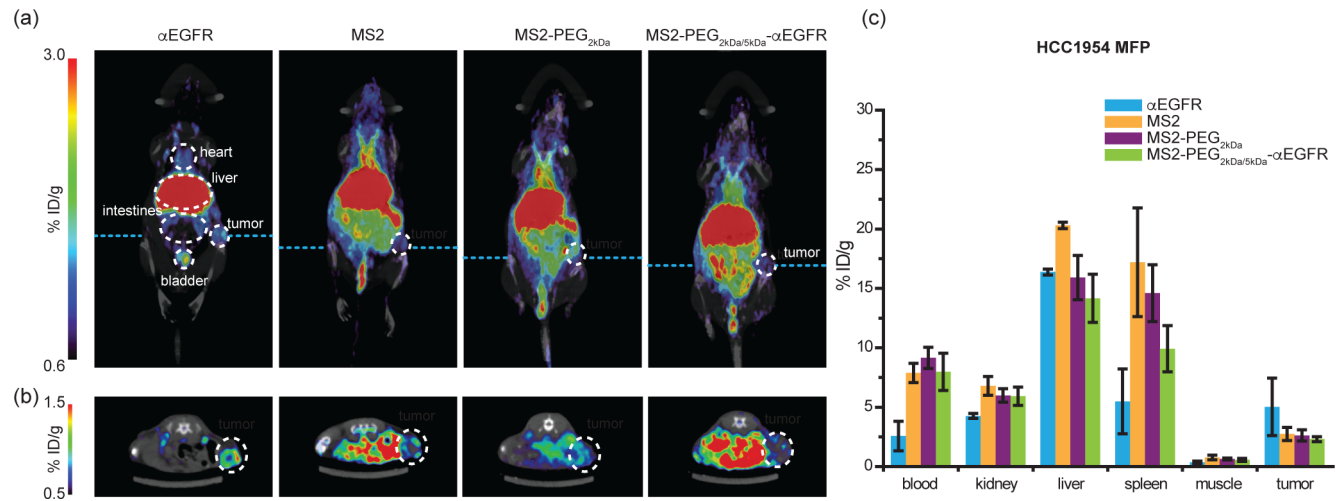 (a)
αEGFR
MS2
MS2-PEG2kDa
MS2-PEG2kDa/5kDa-αEGFR
3.0
% ID/g
0.6
heart
liver
intestines
tumor
bladder
tumor
tumor
tumor
(b)
1.5
% ID/g
0.5
tumor
tumor
tumor
tumor
(c)
HCC1954 MFP
αEGFR
MS2
MS2-PEG2kDa
MS2-PEG2kDa/5kDa-αEGFR
% ID/g
30
25
20
15
10
5
0
blood kidney liver spleen muscle tumor